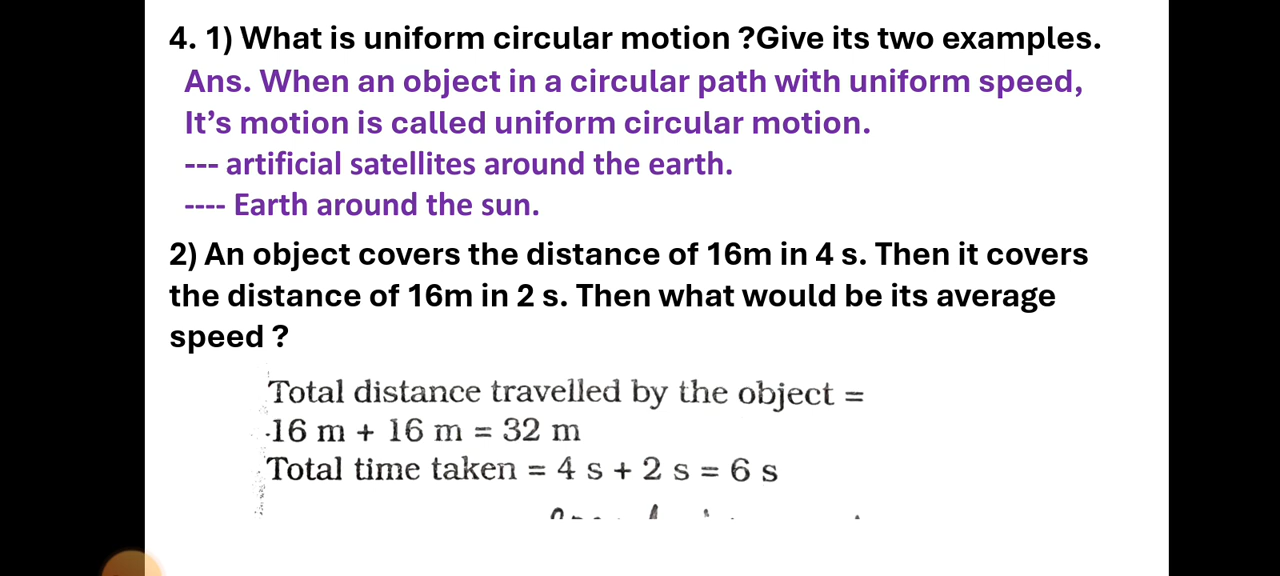 4. 1) What is uniform circular motion ?Give its two examples.
Ans. When an object in a circular path with uniform speed,
It's motion is called uniform circular motion.
--- artificial satellites around the earth.
---- Earth around the sun.
2) An object covers the distance of 16m in 4 s. Then it covers
the distance of 16m in 2 s. Then what would be its average
speed ?
Total distance travelled by the object =
16 m + 16 m = 32 m
Total time taken = 4 s + 2 s = 6 s